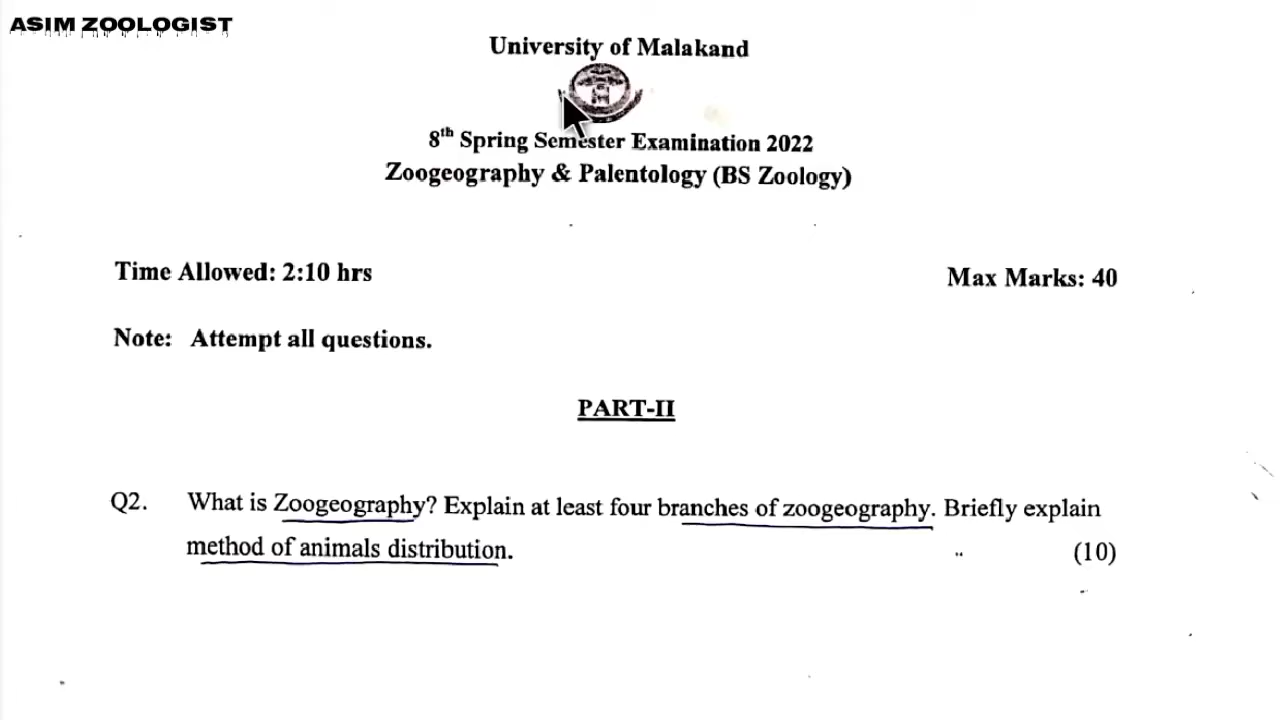 ASIM ZOOLOGIST
University of Malakand
8th Spring Semester Examination 2022
Zoogeography & Palentology (BS Zoology)
Time Allowed: 2:10 hrs
Max Marks: 40
Note: Attempt all questions.
PART-II
Q2. What is Zoogeography? Explain at least four branches of zoogeography. Briefly explain
method of animals distribution. (10)